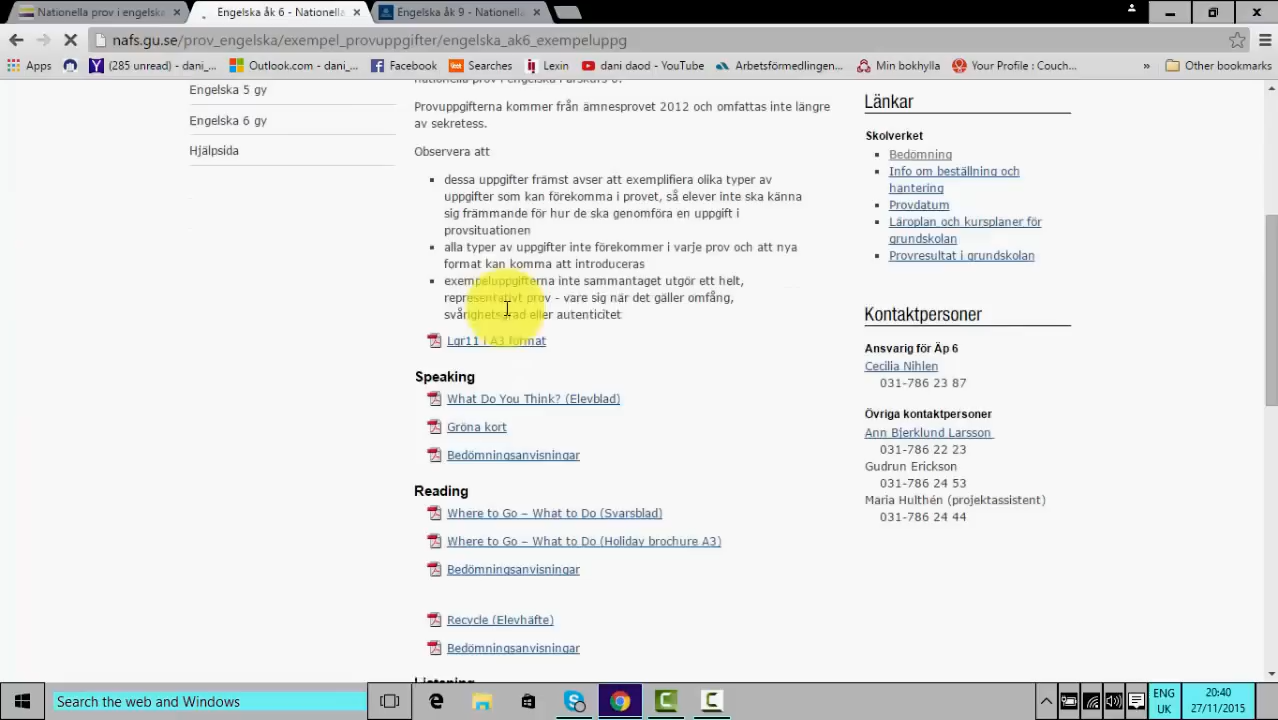 Nationella prov i engelska
Engelska åk 6 - Nationella
Engelska åk 9 - Nationella
nafs.gu.se/prov_engelska/exempel_provuppgifter/engelska_ak6_exempeluppg
Apps
(285 unread) - dani_...
Outlook.com - dani_...
Facebook
Searches
Lexin
dani daod - YouTube
Arbetsförmedlingen...
Min bokhylla
Your Profile : Couch...
»
Other bookmarks
Engelska 5 gy
Engelska 6 gy
Hjälpsida
nationella prov i engelska i årskurs 6.
Provuppgifterna kommer från ämnesprovet 2012 och omfattas inte längre
av sekretess.
Observera att
dessa uppgifter främst avser att exemplifiera olika typer av
uppgifter som kan förekomma i provet, så elever inte ska känna
sig främmande för hur de ska genomföra en uppgift i
provsituationen
alla typer av uppgifter inte förekommer i varje prov och att nya
format kan komma att introduceras
exempeluppgifterna inte sammantaget utgör ett helt,
representativt prov - vare sig när det gäller omfång,
svårighetsgrad eller autenticitet
Lgr11 i A3 format
Speaking
What Do You Think? (Elevblad)
Gröna kort
Bedömningsanvisningar
Reading
Where to Go – What to Do (Svarsblad)
Where to Go – What to Do (Holiday brochure A3)
Bedömningsanvisningar
Recycle (Elevhäfte)
Bedömningsanvisningar
Listening
Länkar
Skolverket
Bedömning
Info om beställning och
hantering
Provdatum
Läroplan och kursplaner för
grundskolan
Provresultat i grundskolan
Kontaktpersoner
Ansvarig för Äp 6
Cecilia Nihlen
031-786 23 87
Övriga kontaktpersoner
Ann Bjerklund Larsson
031-786 22 23
Gudrun Erickson
031-786 24 53
Maria Hulthén (projektassistent)
031-786 24 44
Search the web and Windows
ENG
UK
20:40
27/11/2015